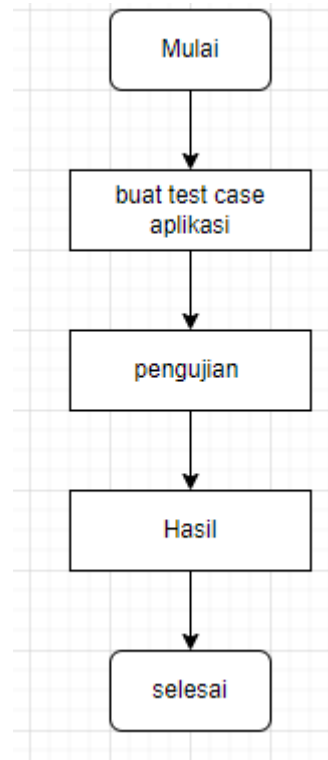 Mulai
buat test case
aplikasi
pengujian
Hasil
selesai